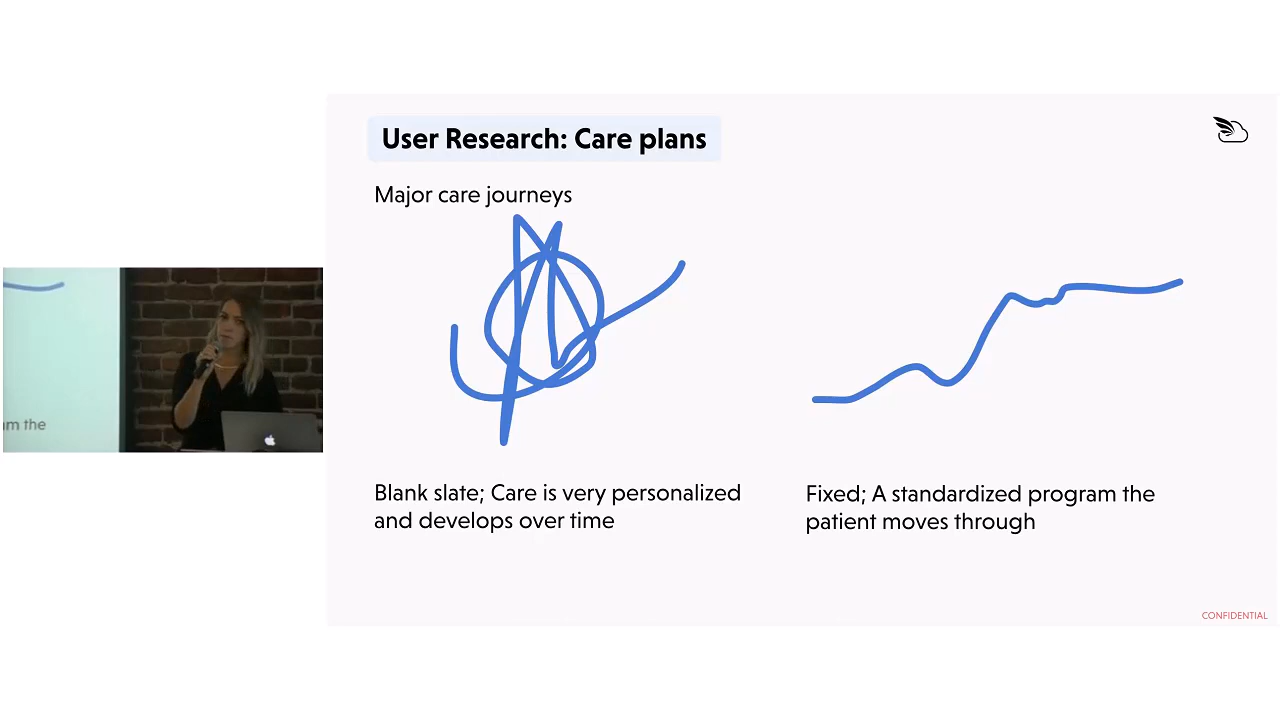 User Research: Care plans
Major care journeys
Blank slate; Care is very personalized
and develops over time
Fixed; A standardized program the
patient moves through
am the
CONFIDENTIAL